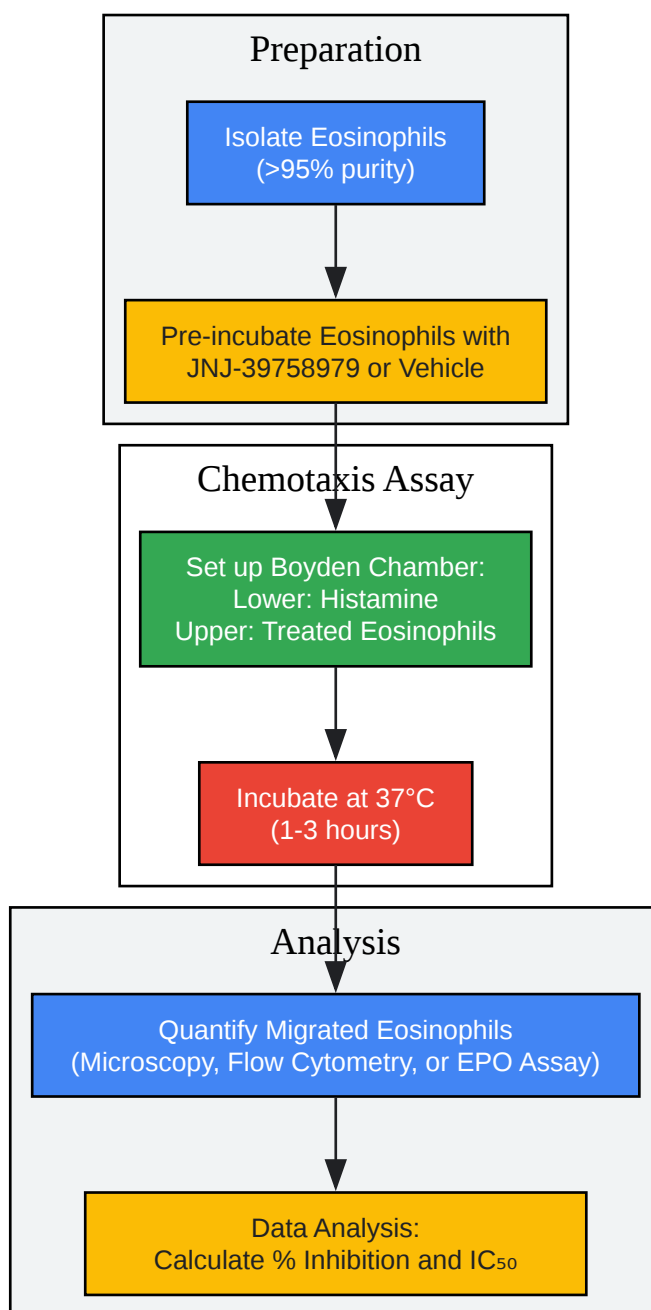 Preparation
Isolate Eosinophils
(>95% purity)
Pre-incubate Eosinophils with
JNJ-39758979 or Vehicle
Chemotaxis Assay
Set up Boyden Chamber:
Lower: Histamine
Upper: Treated Eosinophils
Incubate at 37°C
(1-3 hours)
Analysis
Quantify Migrated Eosinophils
(Microscopy, Flow Cytometry, or EPO Assay)
Data Analysis:
Calculate % Inhibition and IC₅₀